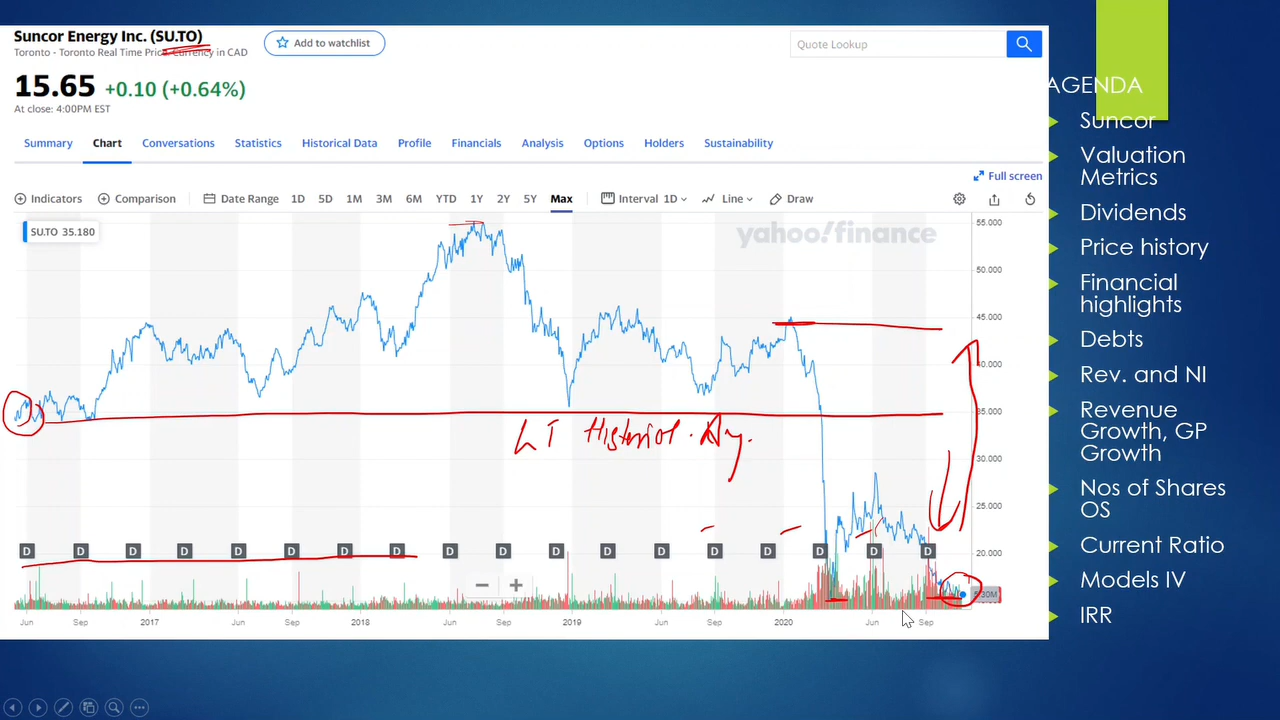 Suncor Energy Inc. (SU.TO)
Toronto - Toronto Real Time Price. Currency in CAD
Add to watchlist
Quote Lookup
15.65 +0.10 (+0.64%)
At close: 4:00PM EST
Summary Chart Conversations Statistics Historical Data Profile Financials Analysis Options Holders Sustainability
Full screen
Indicators Comparison Date Range 1D 5D 1M 3M 6M YTD 1Y 2Y 5Y Max Interval 1D Line Draw
SU.TO 35.180
yahoo!finance
55.000
50.000
45.000
40.000
35.000
30.000
25.000
20.000
LT
D D D D D D D D D D D D D D D D D D
5.30M
Jun Sep 2017 Jun Sep 2018 Jun Sep 2019 Jun Sep 2020 Jun Sep
AGENDA
Suncor
Valuation
Metrics
Dividends
Price history
Financial
highlights
Debts
Rev. and NI
Revenue
Growth, GP
Growth
Nos of Shares
OS
Current Ratio
Models IV
IRR